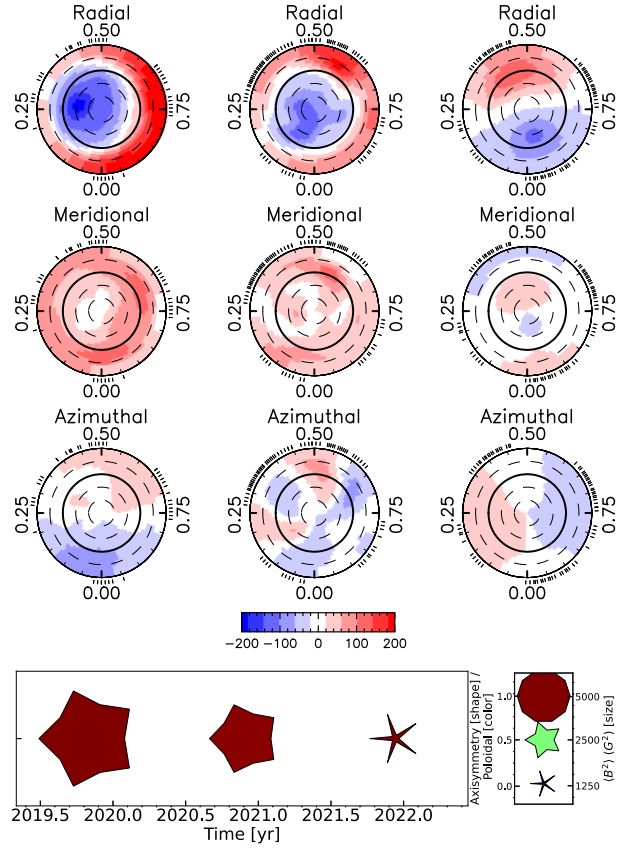 Radial Radial Radial
0.50 0.50 0.50
0.25 0.75 0.25 0.75 0.25 0.75
0.00 0.00 0.00
Meridional Meridional Meridional
0.50 0.50 0.50
0.25 0.75 0.25 0.75 0.25 0.75
0.00 0.00 0.00
Azimuthal Azimuthal Azimuthal
0.50 0.50 0.50
0.25 0.75 0.25 0.75 0.25 0.75
0.00 0.00 0.00
-200 -100 0 100 200
2019.5 2020.0 2020.5 2021.0 2021.5 2022.0
Time [yr]
Axisymmetry [shape] /
Poloidal [color]
1.0
0.5
0.0
5000
2500
1250
⟨B²⟩ (G²) [size]